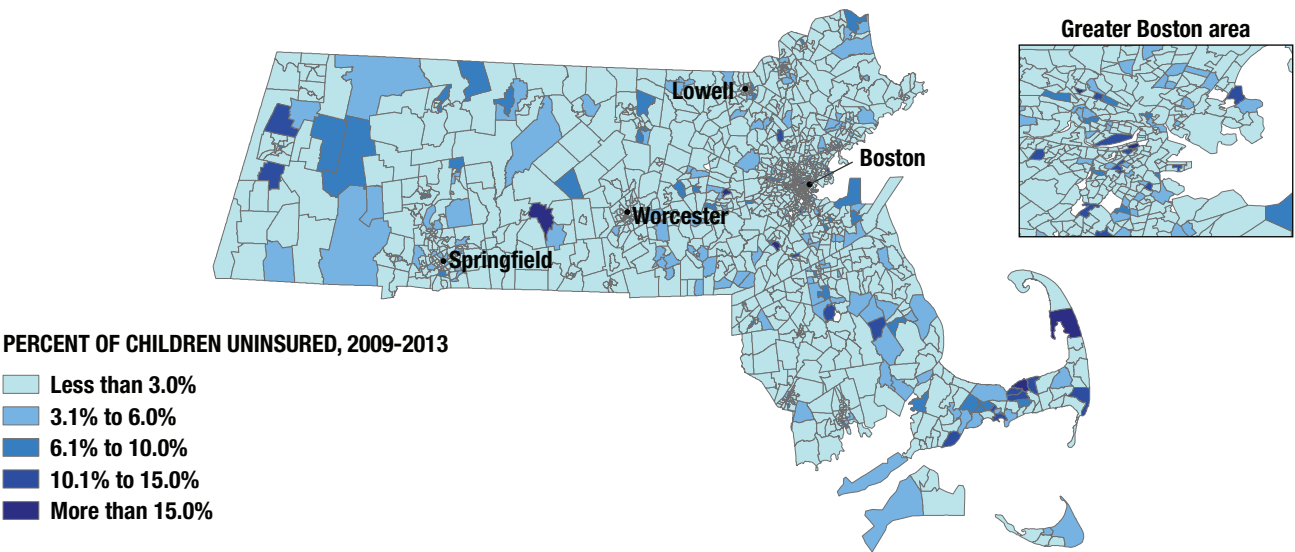 Greater Boston area
Lowell
Boston
Worcester
Springfield
PERCENT OF CHILDREN UNINSURED, 2009-2013
Less than 3.0%
3.1% to 6.0%
6.1% to 10.0%
10.1% to 15.0%
More than 15.0%